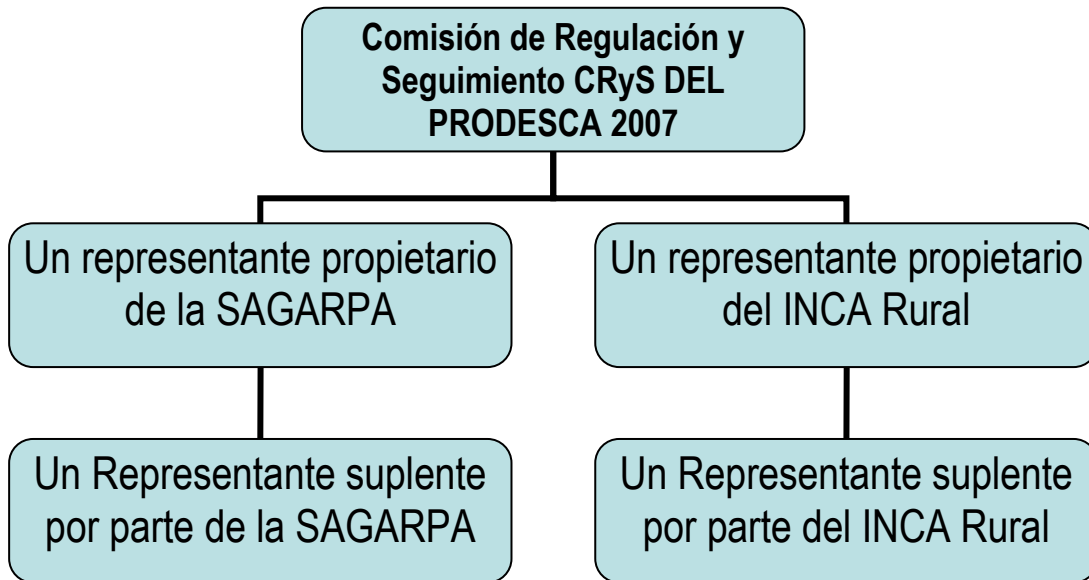 Comisión de Regulación y
Seguimiento CRyS DEL
PRODESCA 2007
Un representante propietario
de la SAGARPA
Un representante propietario
del INCA Rural
Un Representante suplente
por parte de la SAGARPA
Un Representante suplente
por parte del INCA Rural